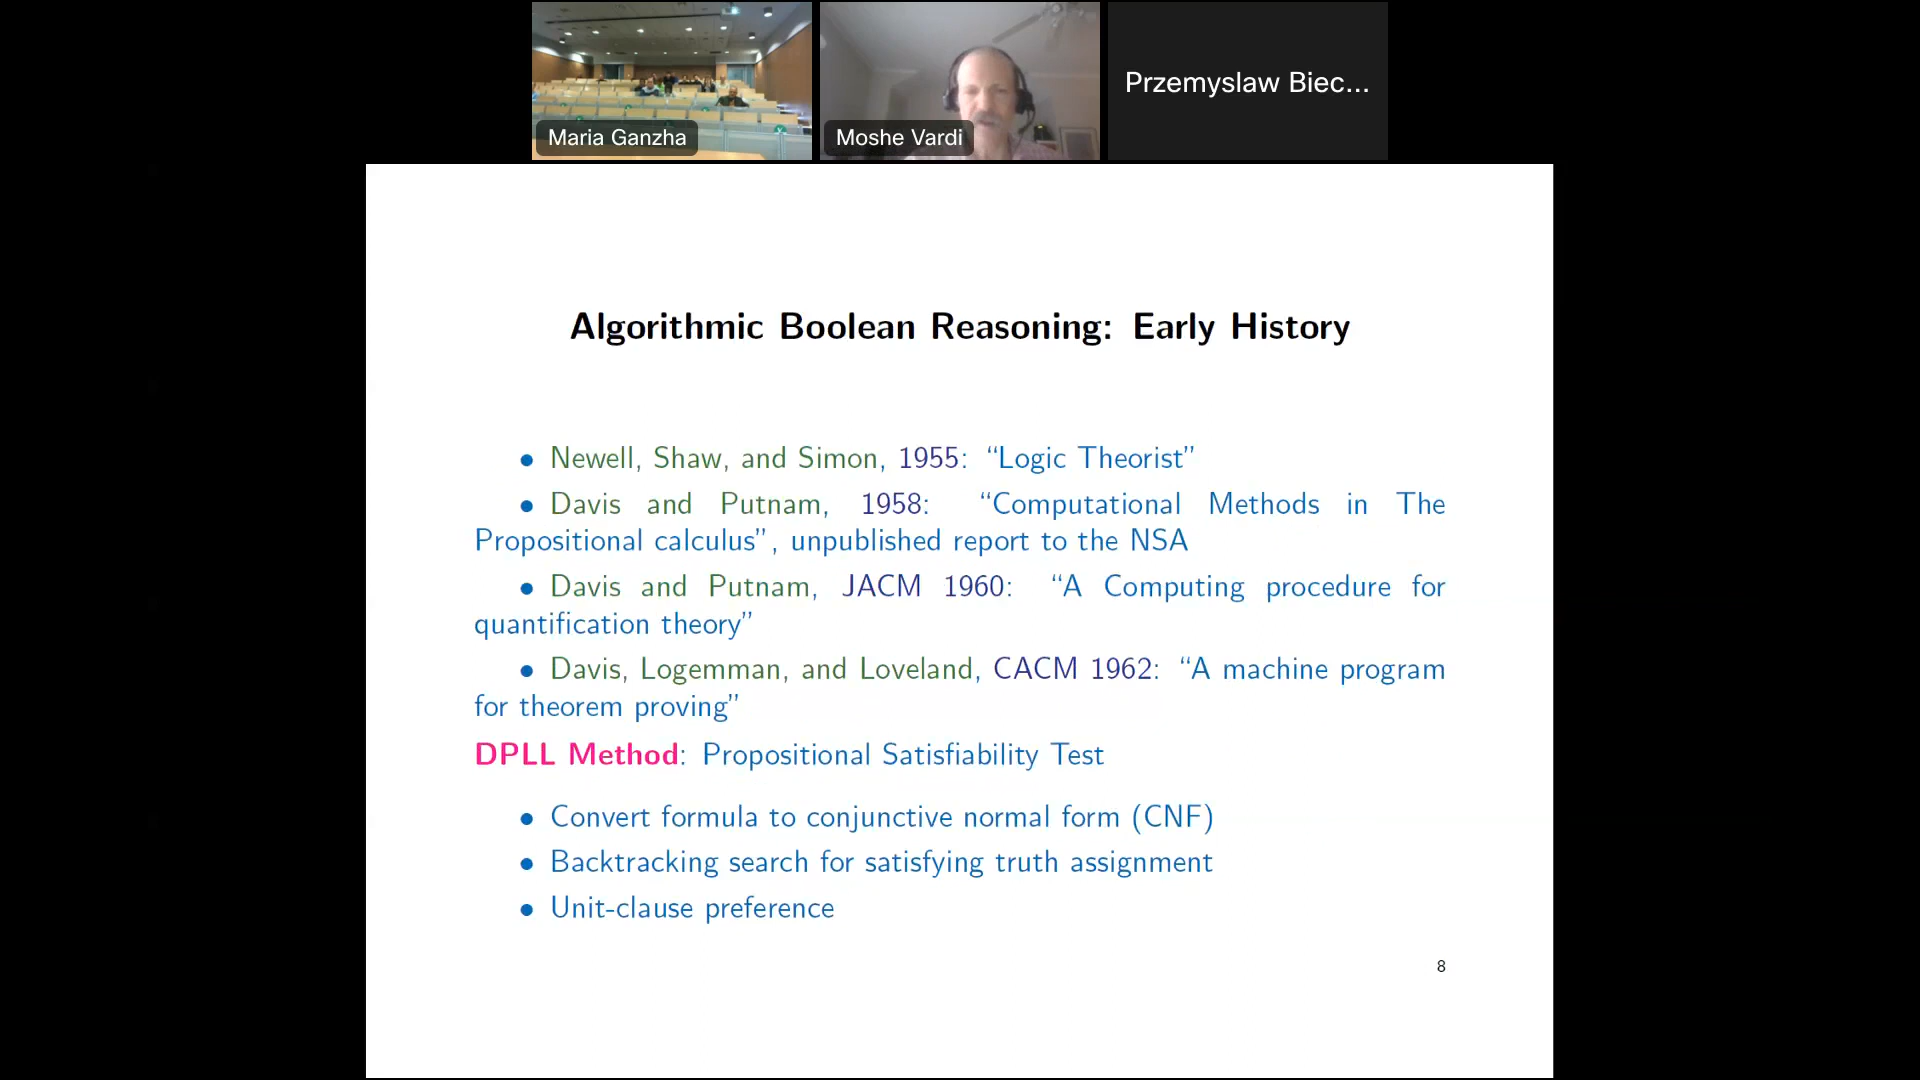 Maria Ganzha
Moshe Vardi
Przemyslaw Biec...
Algorithmic Boolean Reasoning: Early History
• Newell, Shaw, and Simon, 1955: “Logic Theorist”
• Davis and Putnam, 1958: “Computational Methods in The
Propositional calculus”, unpublished report to the NSA
• Davis and Putnam, JACM 1960: “A Computing procedure for
quantification theory”
• Davis, Logemman, and Loveland, CACM 1962: “A machine program
for theorem proving”
DPLL Method: Propositional Satisfiability Test
• Convert formula to conjunctive normal form (CNF)
• Backtracking search for satisfying truth assignment
• Unit-clause preference
8